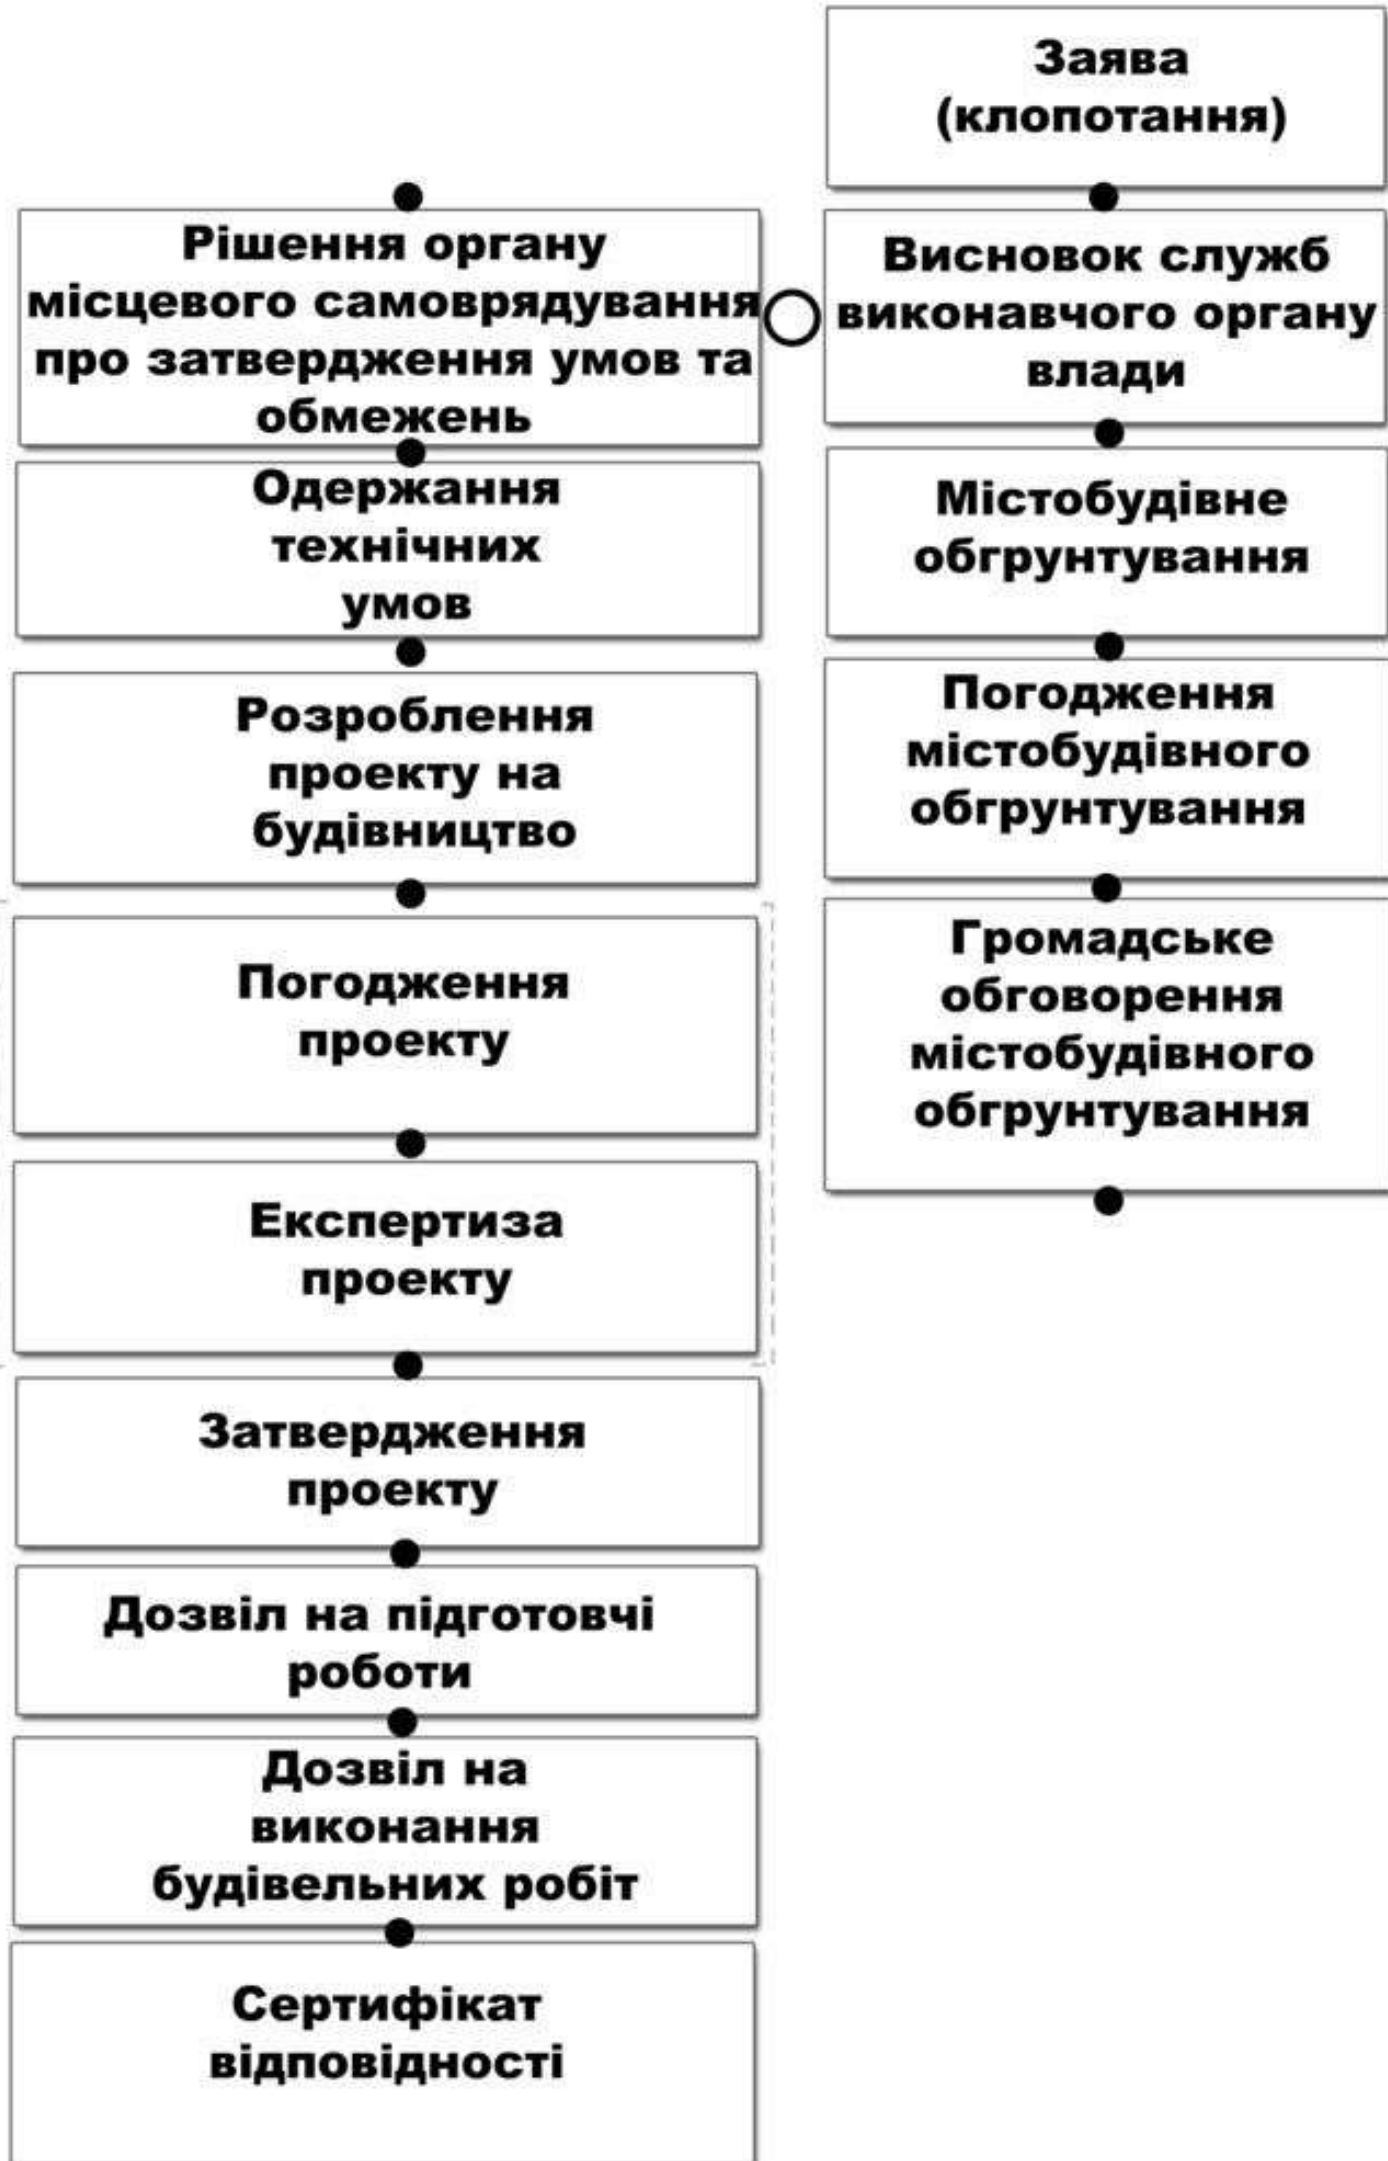 Заява
(клопотання)
Висновок служб
виконавчого органу
влади
Містобудівне
обгрунтування
Погодження
містобудівного
обгрунтування
Громадське
обговорення
містобудівного
обгрунтування
Рішення органу
місцевого самоврядування
про затвердження умов та
обмежень
Одержання
технічних
умов
Розроблення
проекту на
будівництво
Погодження
проекту
Експертиза
проекту
Затвердження
проекту
Дозвіл на підготовчі
роботи
Дозвіл на
виконання
будівельних робіт
Сертифікат
відповідності